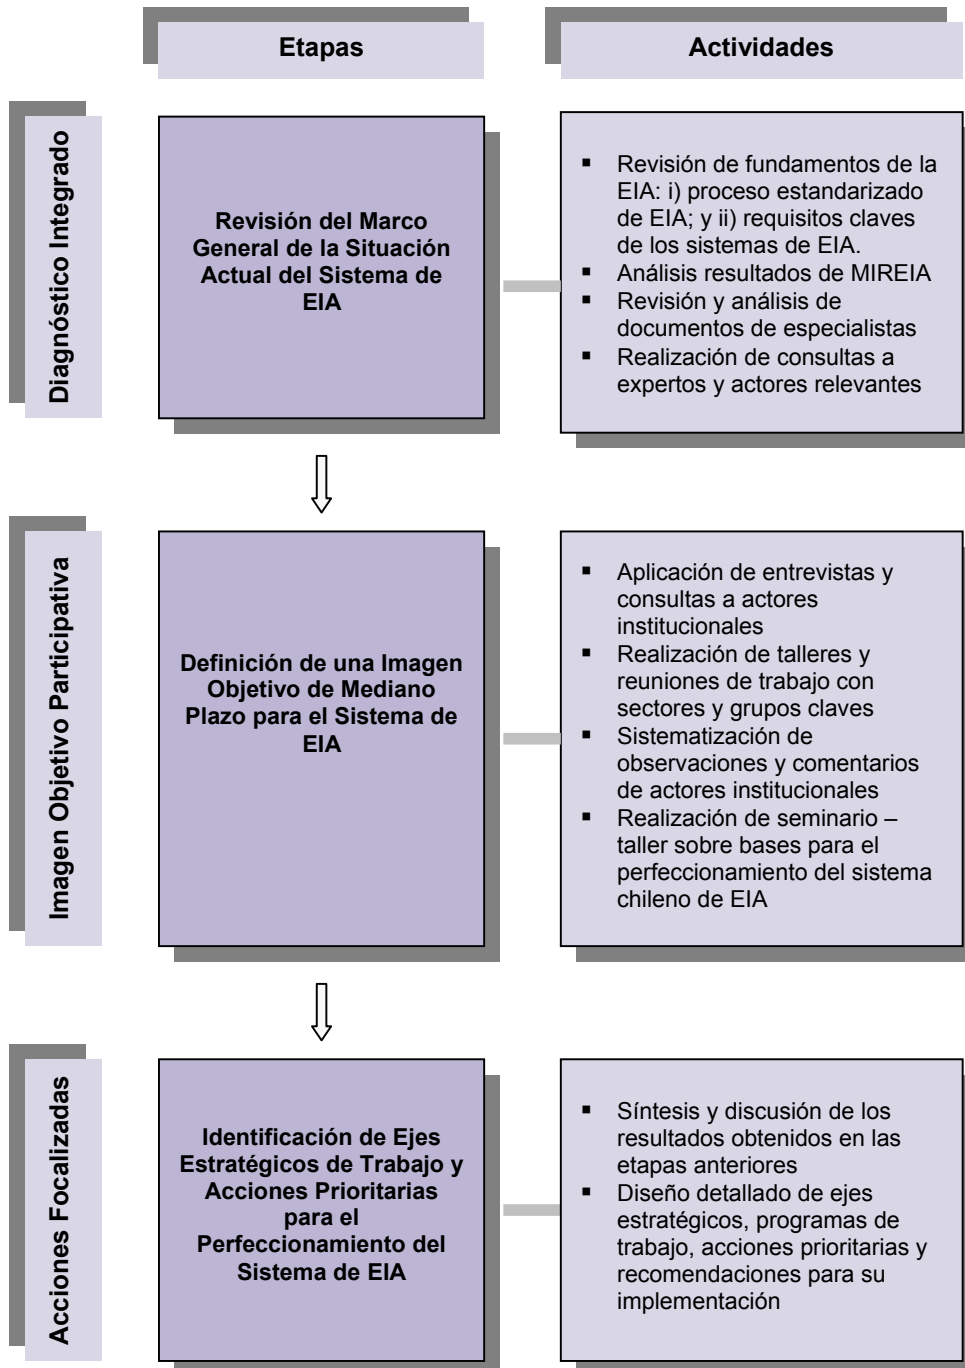 Etapas
Actividades
Diagnóstico Integrado
Revisión del Marco
General de la Situación
Actual del Sistema de
EIA
▪ Revisión de fundamentos de la
EIA: i) proceso estandarizado
de EIA; y ii) requisitos claves
de los sistemas de EIA.
▪ Análisis resultados de MIREIA
▪ Revisión y análisis de
documentos de especialistas
▪ Realización de consultas a
expertos y actores relevantes
Imagen Objetivo Participativa
Definición de una Imagen
Objetivo de Mediano
Plazo para el Sistema de
EIA
▪ Aplicación de entrevistas y
consultas a actores
institucionales
▪ Realización de talleres y
reuniones de trabajo con
sectores y grupos claves
▪ Sistematización de
observaciones y comentarios
de actores institucionales
▪ Realización de seminario –
taller sobre bases para el
perfeccionamiento del sistema
chileno de EIA
Acciones Focalizadas
Identificación de Ejes
Estratégicos de Trabajo y
Acciones Prioritarias
para el
Perfeccionamiento del
Sistema de EIA
▪ Síntesis y discusión de los
resultados obtenidos en las
etapas anteriores
▪ Diseño detallado de ejes
estratégicos, programas de
trabajo, acciones prioritarias y
recomendaciones para su
implementación